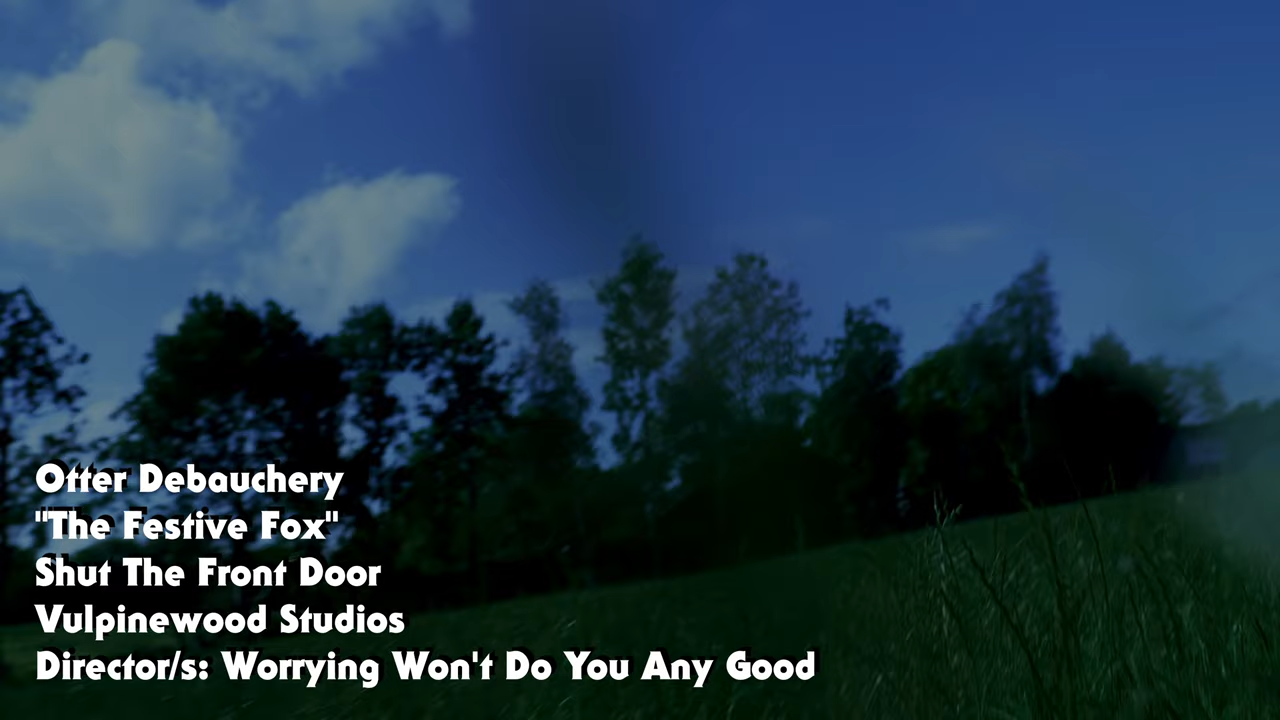 Otter Debauchery
"The Festive Fox"
Shut The Front Door
Vulpinewood Studios
Director/s: Worrying Won't Do You Any Good